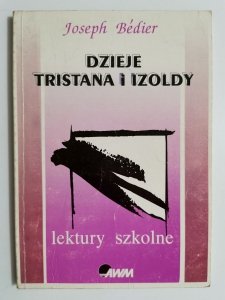 Joseph Bédier
DZIEJE
TRISTANA i IZOLDY
lektury szkolne
AWM